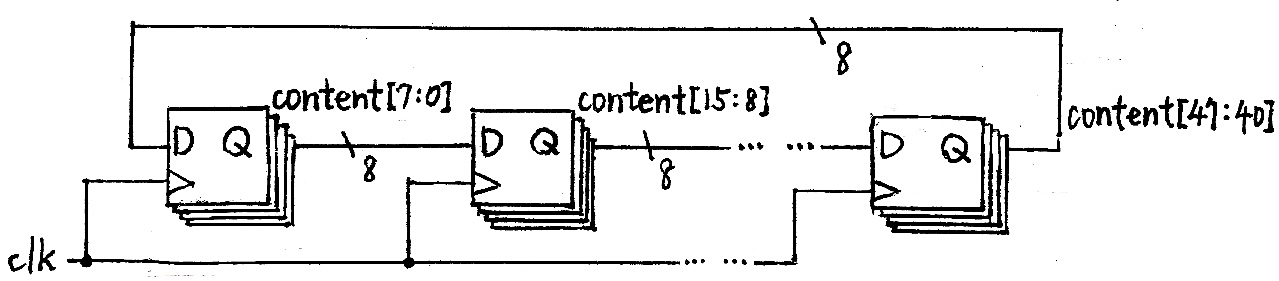 8
content[7:0]
content[15:8]
content[47:40]
D Q
8
D Q
8
... ...
D Q
clk
... ...